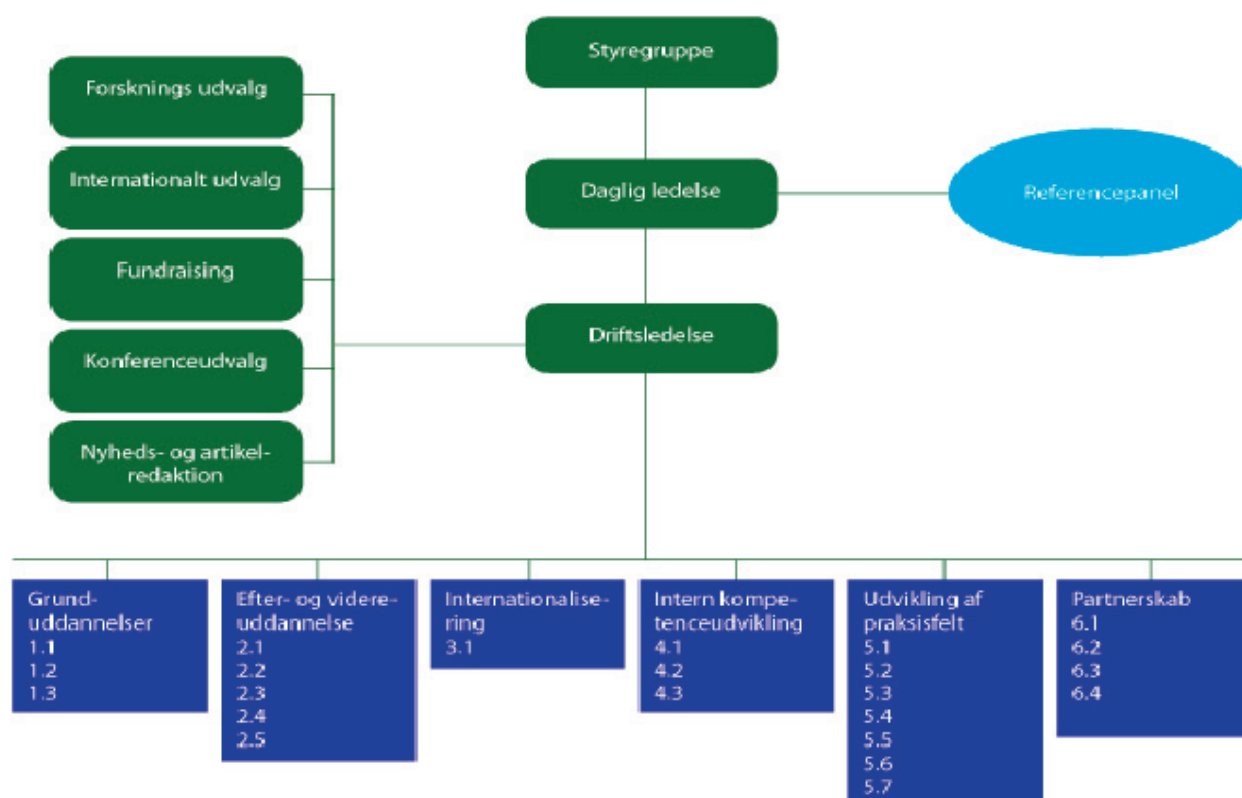 Styregruppe
Forsknings udvalg
Internationalt udvalg
Daglig ledelse
Referencepanel
Fundraising
Driftsledelse
Konferenceudvalg
Nyheds- og artikel-
redaktion
Grund-
uddannelser
1.1
1.2
1.3
Efter- og videre-
uddannelse
2.1
2.2
2.3
2.4
2.5
Internationalise-
ring
3.1
Intern kompe-
tenceudvikling
4.1
4.2
4.3
Udvikling af
praksisfelt
5.1
5.2
5.3
5.4
5.5
5.6
5.7
Partnerskab
6.1
6.2
6.3
6.4